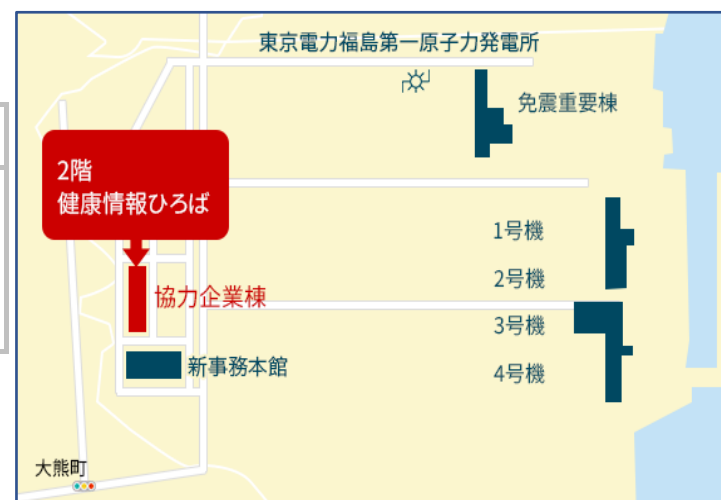 東京電力福島第一原子力発電所
免震重要棟
2階
健康情報ひろば
1号機
2号機
協力企業棟
3号機
新事務本館
4号機
大熊町